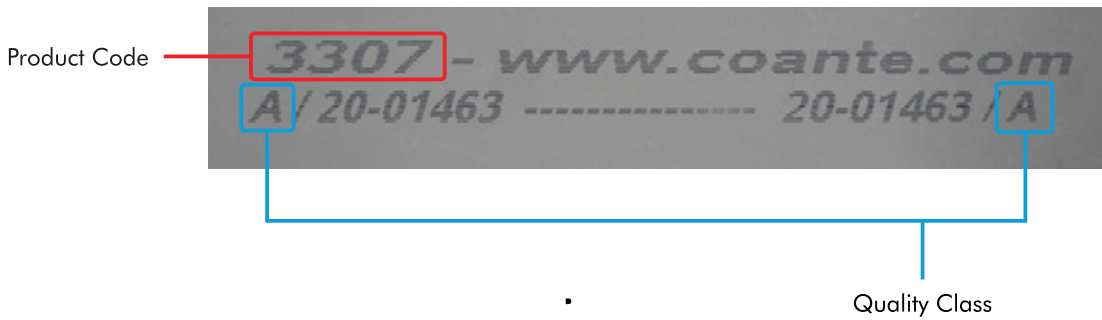 Product Code
3307 - www.coante.com
A / 20-01463 --------------- 20-01463 / A
Quality Class